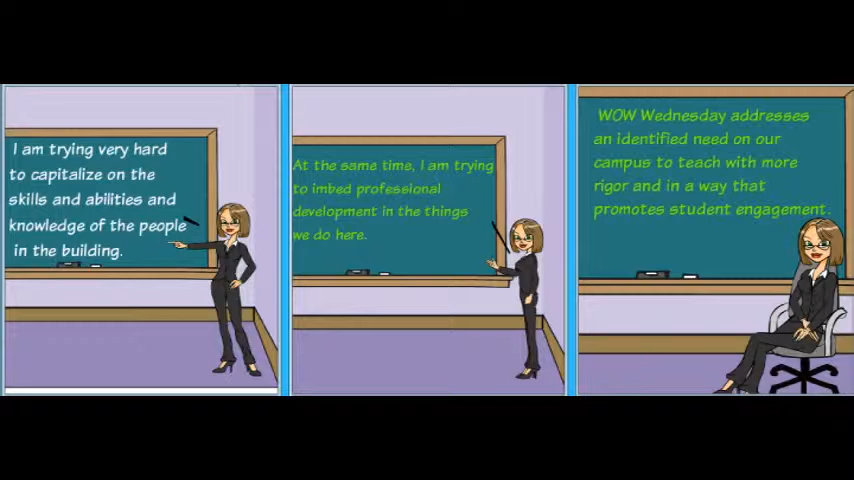 I am trying very hard
to capitalize on the
skills and abilities and
knowledge of the people
in the building.
At the same time, I am trying
to imbed professional
development in the things
we do here.
WOW Wednesday addresses
an identified need on our
campus to teach with more
rigor and in a way that
promotes student engagement.